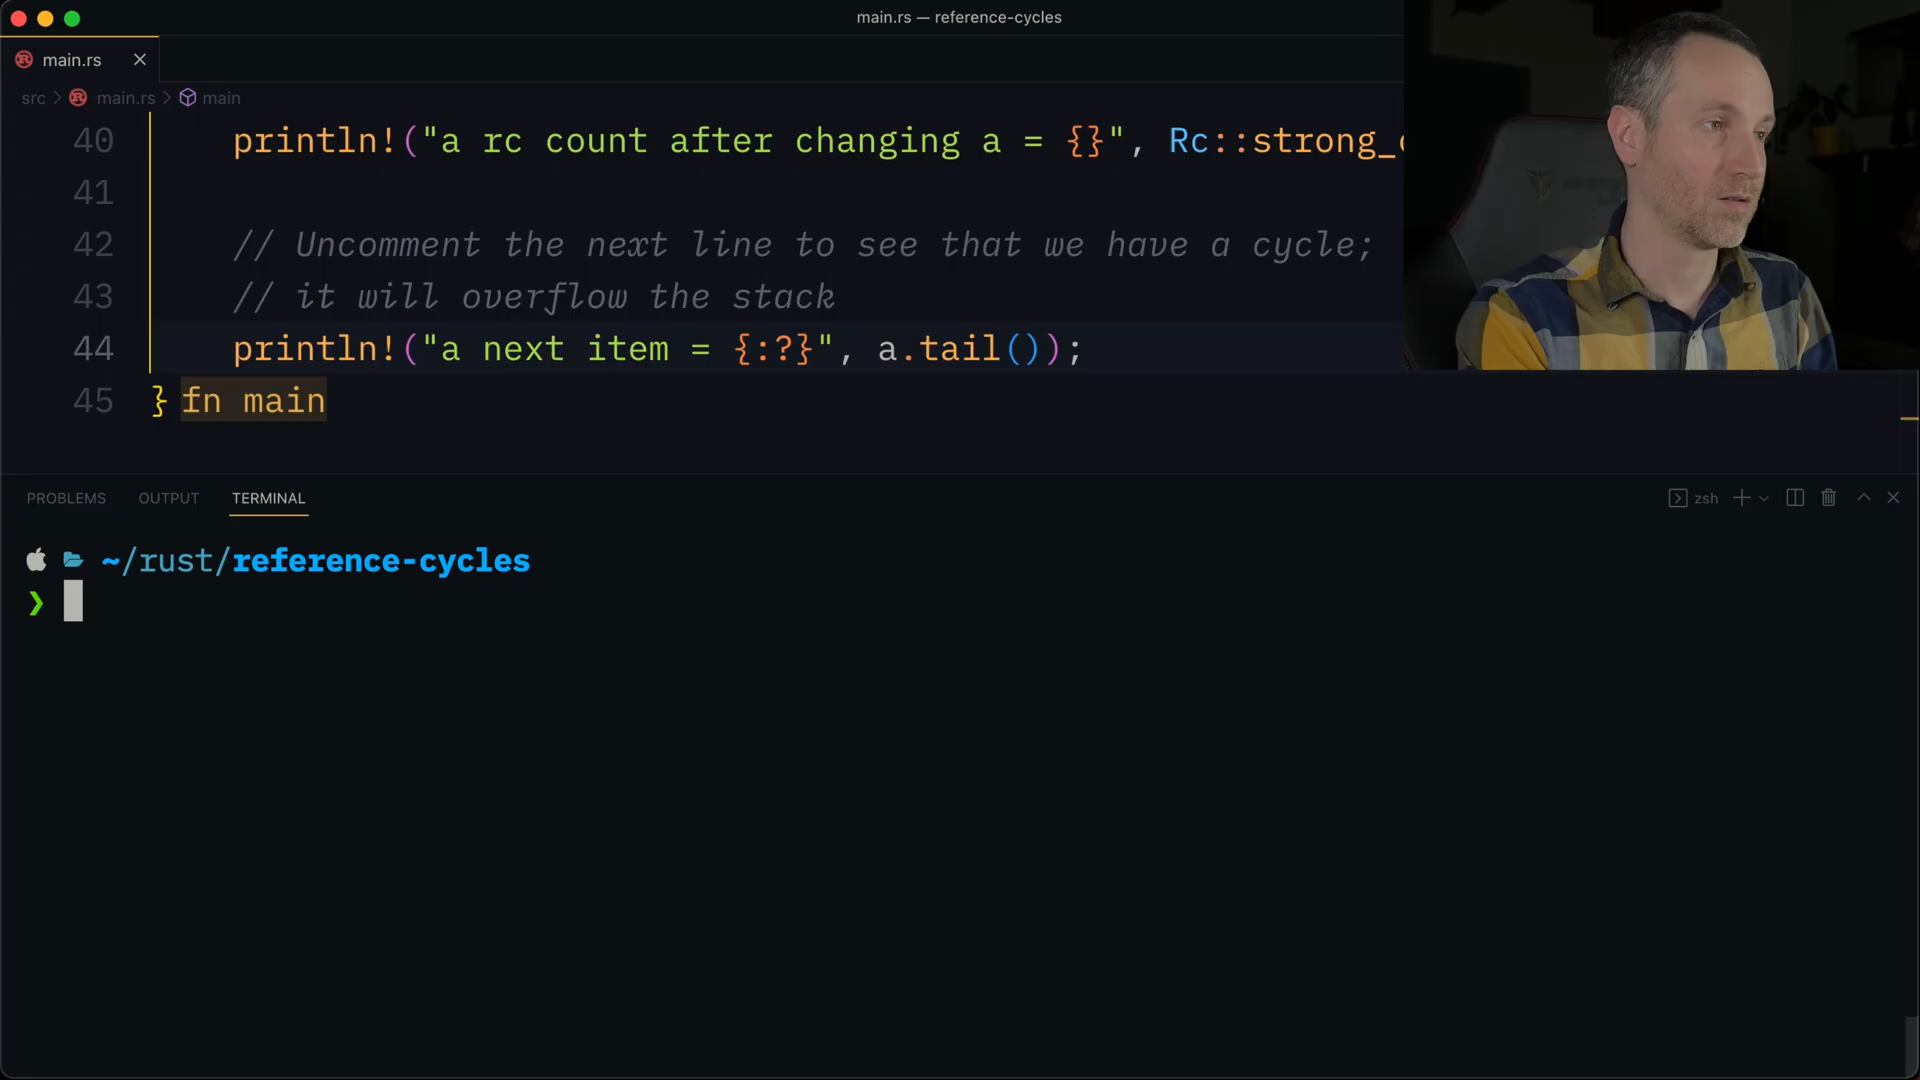 main.rs — reference-cycles
main.rs
src > main.rs > main
40 println!("a rc count after changing a = {}", Rc::strong_
41
42 // Uncomment the next line to see that we have a cycle;
43 // it will overflow the stack
44 println!("a next item = {:?}", a.tail());
45 } fn main
PROBLEMS OUTPUT TERMINAL
zsh
~/rust/reference-cycles
❯